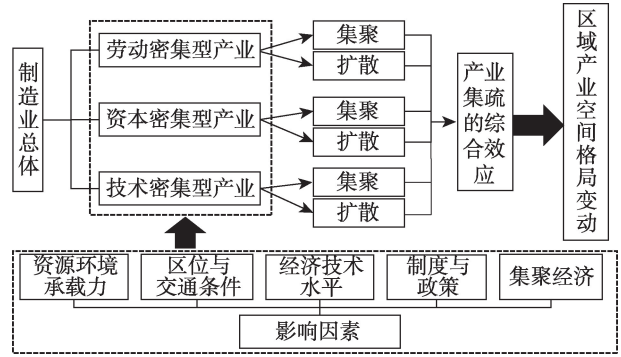 制造业总体
劳动密集型产业
资本密集型产业
技术密集型产业
集聚
扩散
集聚
扩散
集聚
扩散
产业
集疏
的综
合效
应
区域产业空间格局变动
资源环境
承载力
区位与
交通条件
经济技术
水平
制度与
政策
集聚经济
影响因素